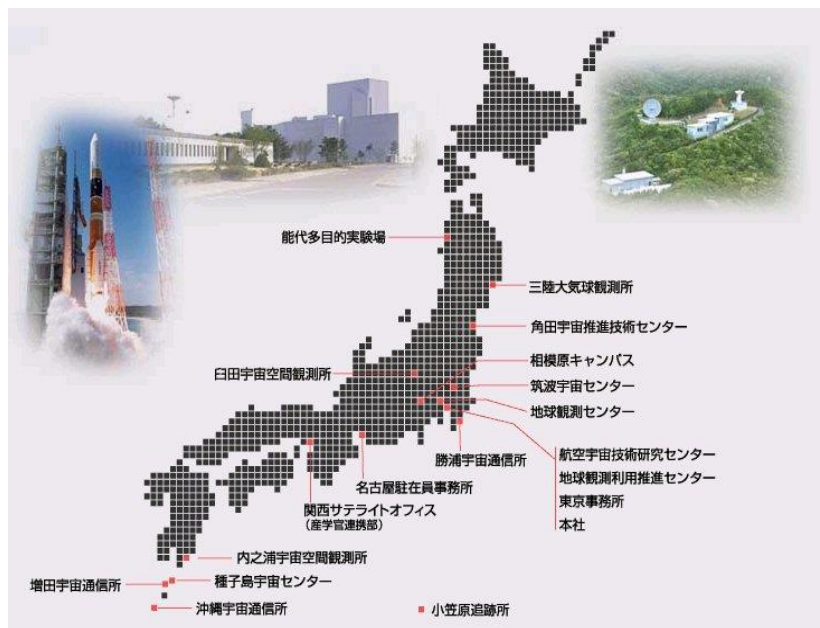 能代多目的実験場
三陸大気球観測所
角田宇宙推進技術センター
相模原キャンパス
臼田宇宙空間観測所
筑波宇宙センター
地球観測センター
勝浦宇宙通信所
航空宇宙技術研究センター
地球観測利用推進センター
東京事務所
本社
名古屋駐在員事務所
関西サテライトオフィス
(産学官連携部)
内之浦宇宙空間観測所
増田宇宙通信所
種子島宇宙センター
沖縄宇宙通信所
小笠原追跡所